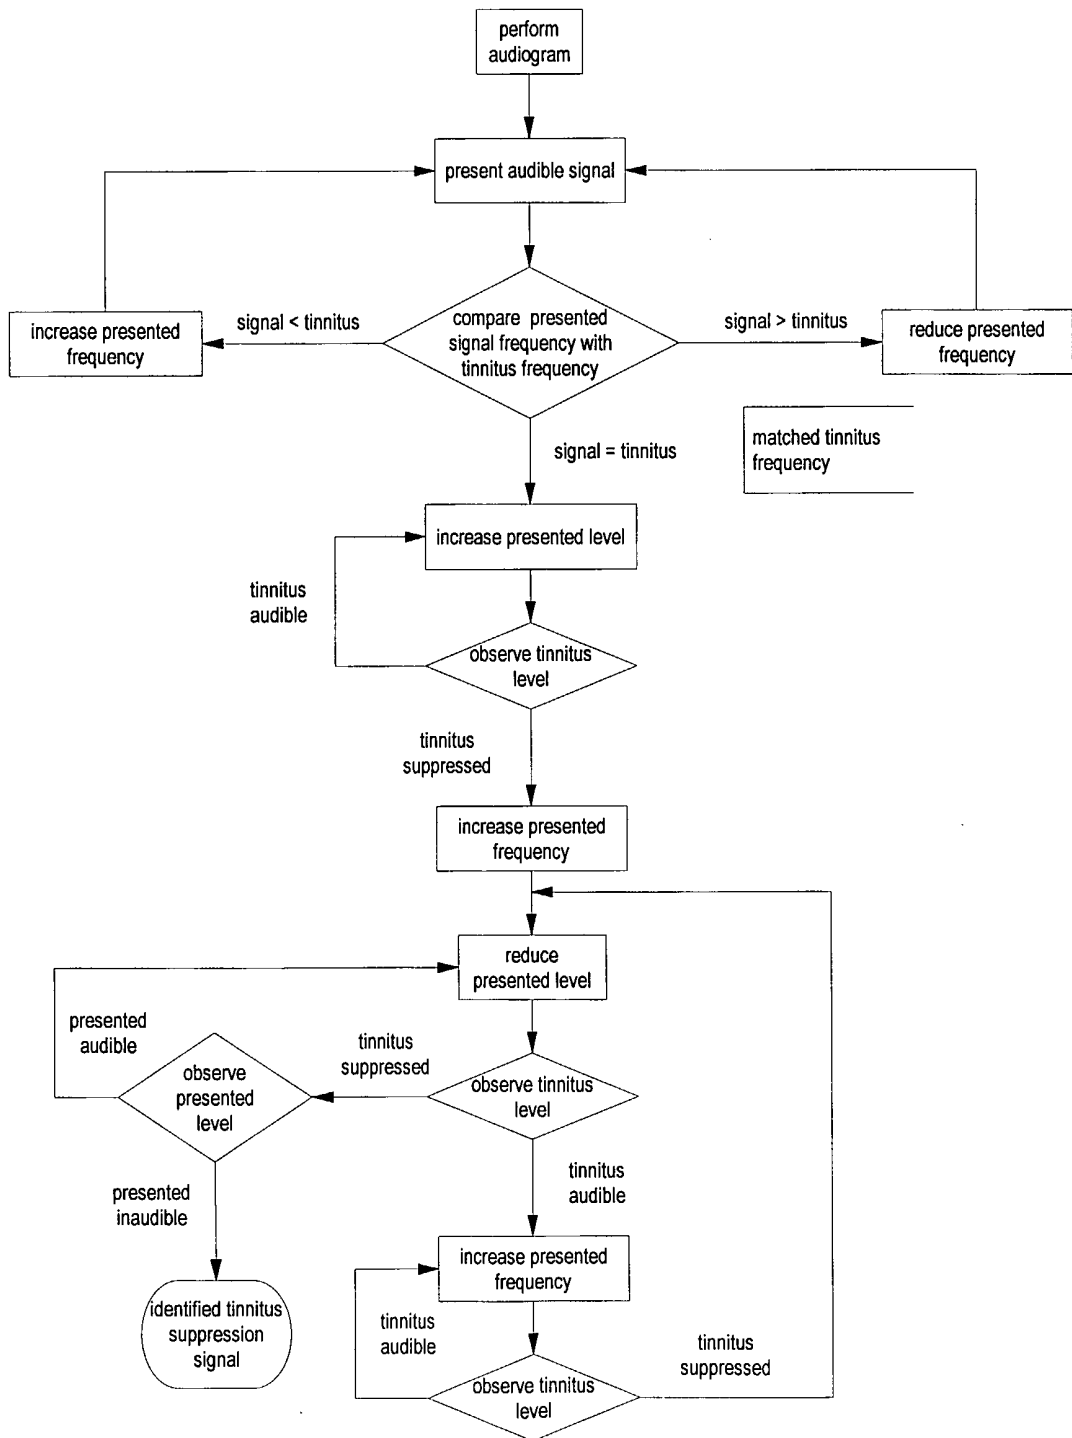 perform
audiogram
present audible signal
increase presented
frequency
signal < tinnitus
compare presented
signal frequency with
tinnitus frequency
signal > tinnitus
reduce presented
frequency
signal = tinnitus
matched tinnitus
frequency
increase presented level
tinnitus
audible
observe tinnitus
level
tinnitus
suppressed
increase presented
frequency
reduce
presented level
presented
audible
observe
presented
level
tinnitus
suppressed
observe tinnitus
level
presented
inaudible
tinnitus
audible
increase presented
frequency
identified tinnitus
suppression
signal
tinnitus
audible
observe tinnitus
level
tinnitus
suppressed